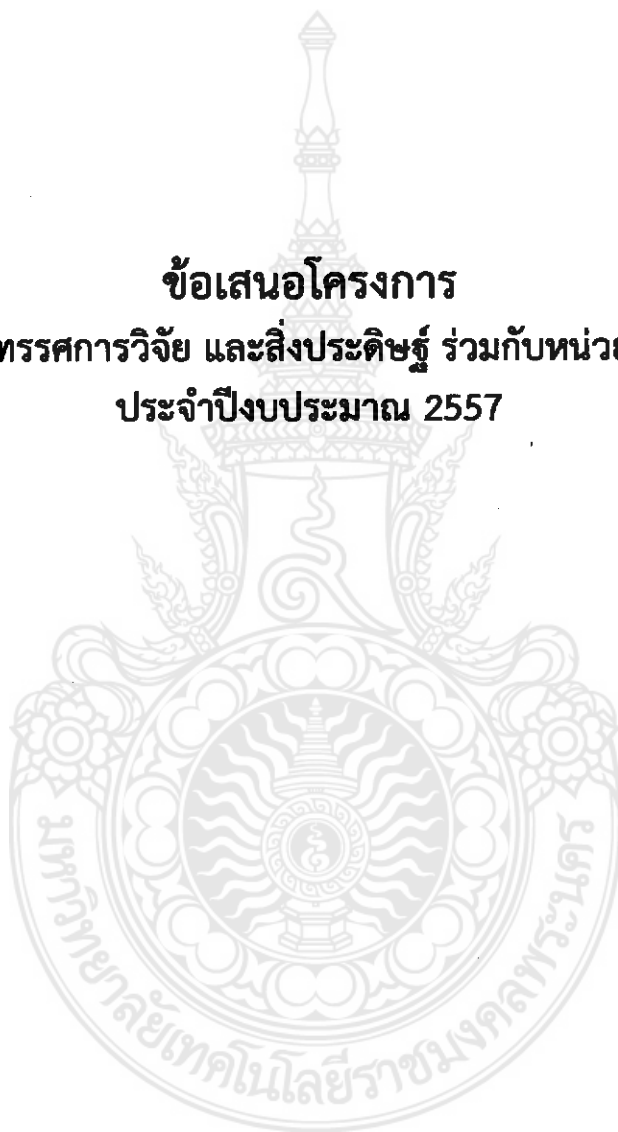 ข้อเสนอโครงการ
ทรรศการวิจัย และสิ่งประดิษฐ์ ร่วมกับหน่วย
ประจำปีงบประมาณ 2557
มหาวิทยาลัยเทคโนโลยีราชมงคลพระนคร